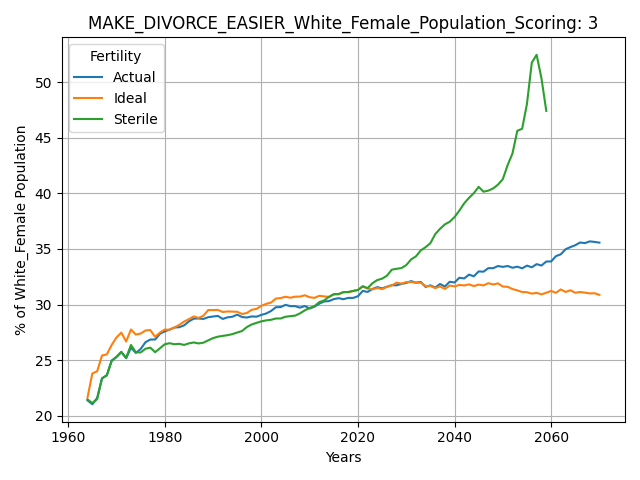 MAKE_DIVORCE_EASIER_White_Female_Population_Scoring: 3
Fertility
Actual
Ideal
Sterile
% of White_Female Population
50
45
40
35
30
25
20
1960
1980
2000
2020
2040
2060
Years